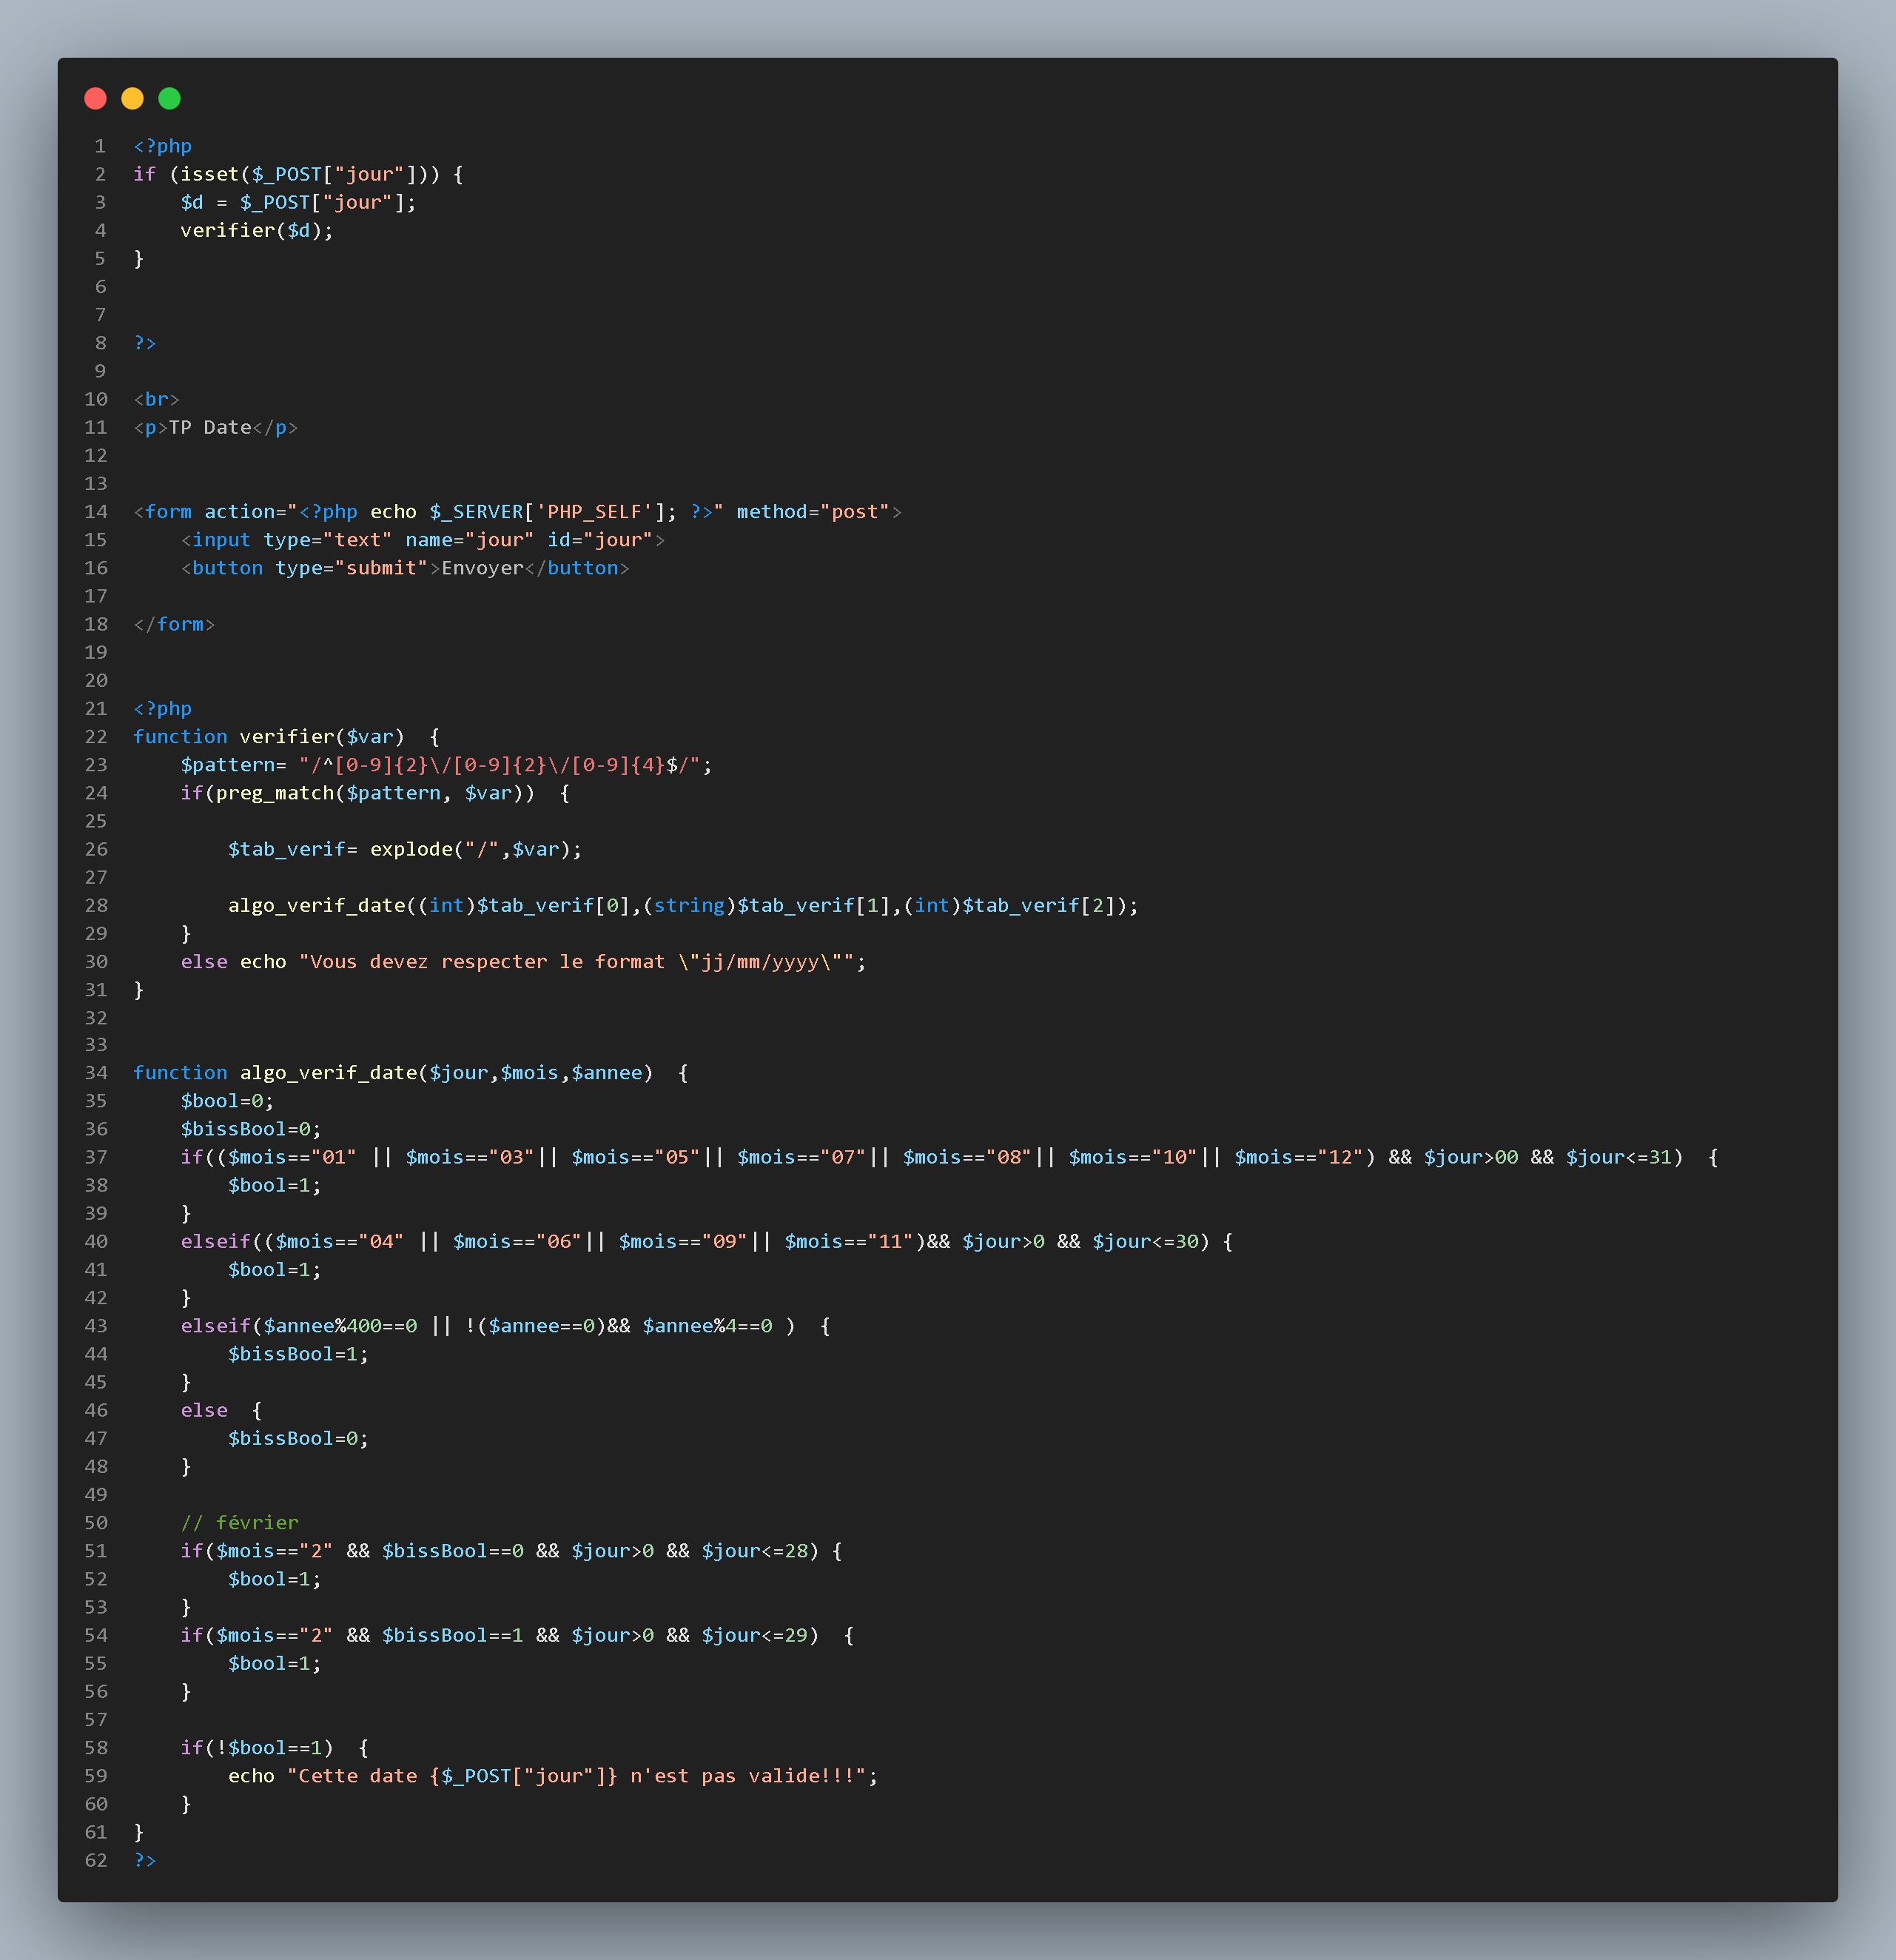 1 <?php
2 if (isset($_POST["jour"])) {
3     $d = $_POST["jour"];
4     verifier($d);
5 }
6
7
8 ?>
9
10 <br>
11 <p>TP Date</p>
12
13
14 <form action="<?php echo $_SERVER['PHP_SELF']; ?>" method="post">
15     <input type="text" name="jour" id="jour">
16     <button type="submit">Envoyer</button>
17
18 </form>
19
20
21 <?php
22 function verifier($var)  {
23     $pattern= "/^[0-9]{2}\/[0-9]{2}\/[0-9]{4}$/";
24     if(preg_match($pattern, $var))  {
25
26         $tab_verif= explode("/",$var);
27
28         algo_verif_date((int)$tab_verif[0],(string)$tab_verif[1],(int)$tab_verif[2]);
29     }
30     else echo "Vous devez respecter le format \"jj/mm/yyyy\"";
31 }
32
33
34 function algo_verif_date($jour,$mois,$annee)  {
35     $bool=0;
36     $bissBool=0;
37     if(($mois=="01" || $mois=="03"|| $mois=="05"|| $mois=="07"|| $mois=="08"|| $mois=="10"|| $mois=="12") && $jour>00 && $jour<=31)  {
38         $bool=1;
39     }
40     elseif(($mois=="04" || $mois=="06"|| $mois=="09"|| $mois=="11")&& $jour>0 && $jour<=30) {
41         $bool=1;
42     }
43     elseif($annee%400==0 || !($annee==0)&& $annee%4==0 )  {
44         $bissBool=1;
45     }
46     else  {
47         $bissBool=0;
48     }
49
50     // février
51     if($mois=="2" && $bissBool==0 && $jour>0 && $jour<=28) {
52         $bool=1;
53     }
54     if($mois=="2" && $bissBool==1 && $jour>0 && $jour<=29)  {
55         $bool=1;
56     }
57
58     if(!$bool==1)  {
59         echo "Cette date {$_POST["jour"]} n'est pas valide!!!";
60     }
61 }
62 ?>